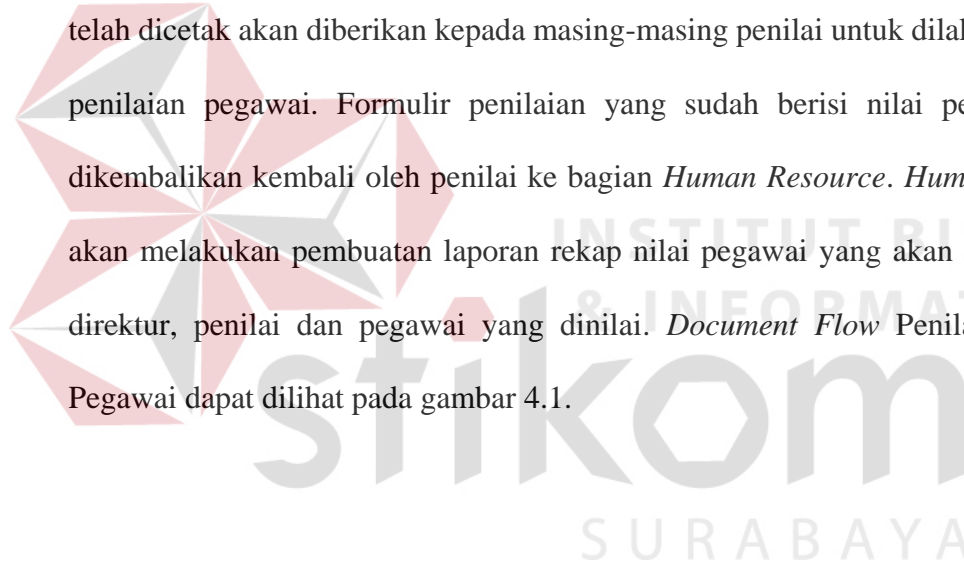 telah dicetak akan diberikan kepada masing-masing penilai untuk dilak
penilaian pegawai. Formulir penilaian yang sudah berisi nilai pe
dikembalikan kembali oleh penilai ke bagian Human Resource. Hum
INSTITUT BI
akan melakukan pembuatan laporan rekap nilai pegawai yang akan
& INFORMAT
direktur, penilai dan pegawai yang dinilai. Document Flow Penila
Pegawai dapat dilihat pada gambar 4.1.
stikom
SURABAYA